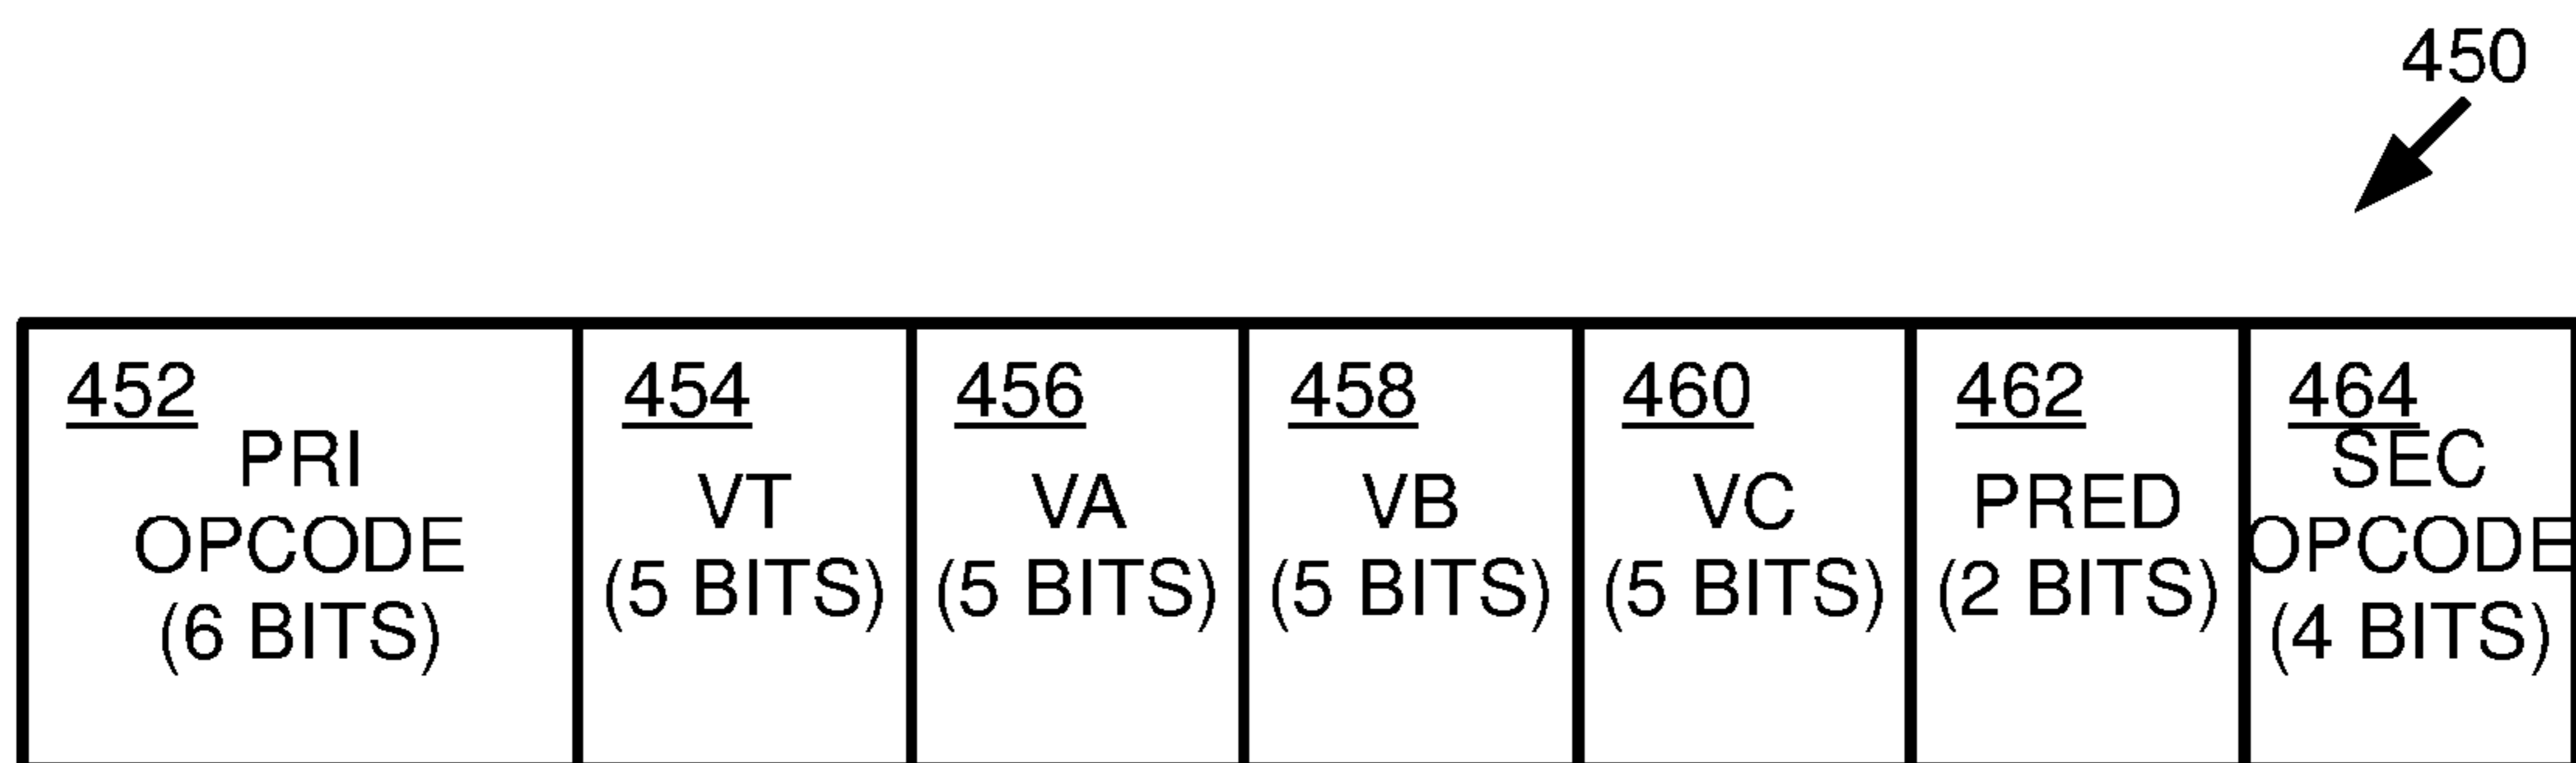 450
452
PRI
OPCODE
(6 BITS)
454
VT
(5 BITS)
456
VA
(5 BITS)
458
VB
(5 BITS)
460
VC
(5 BITS)
462
PRED
(2 BITS)
464
SEC
OPCODE
(4 BITS)